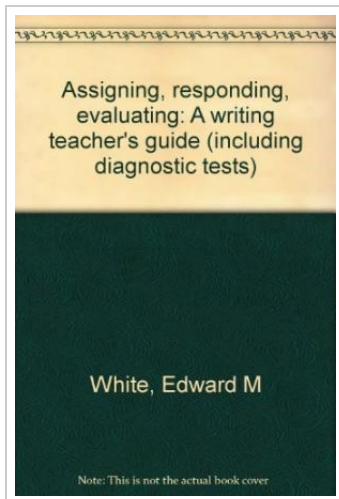 Assigning, responding,
evaluating: A writing
teacher's guide (including
diagnostic tests)
White, Edward M
Note: This is not the actual book cover